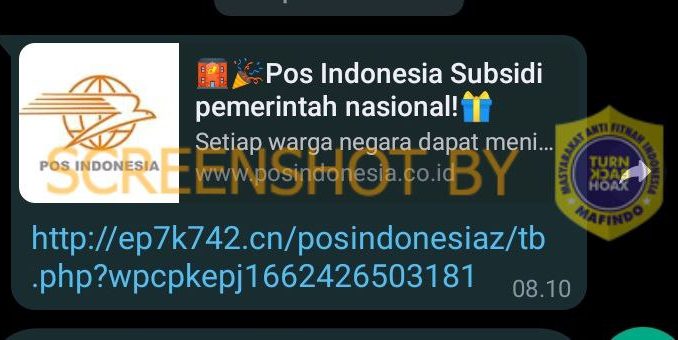 🏥🎉Pos Indonesia Subsidi
pemerintah nasional!🎁
Setiap warga negara dapat meni...
www.posindonesia.co.id
POS INDONESIA
SCREENSHOT BY
MASYARAKAT ANTI FITNAH INDONESIA
TURN
BACK
HOAX
MAFINDO
http://ep7k742.cn/posindonesiaz/tb
.php?wpcpkepj1662426503181
08.10